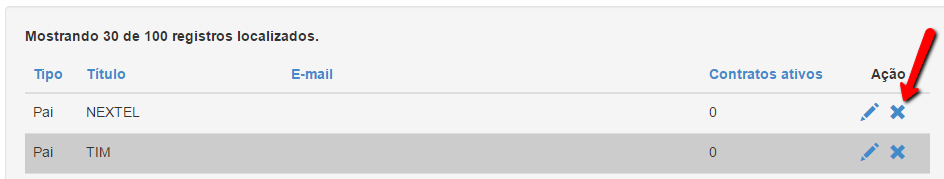 Mostrando 30 de 100 registros localizados.
Tipo Título E-mail Contratos ativos Ação
Pai NEXTEL 0
Pai TIM 0